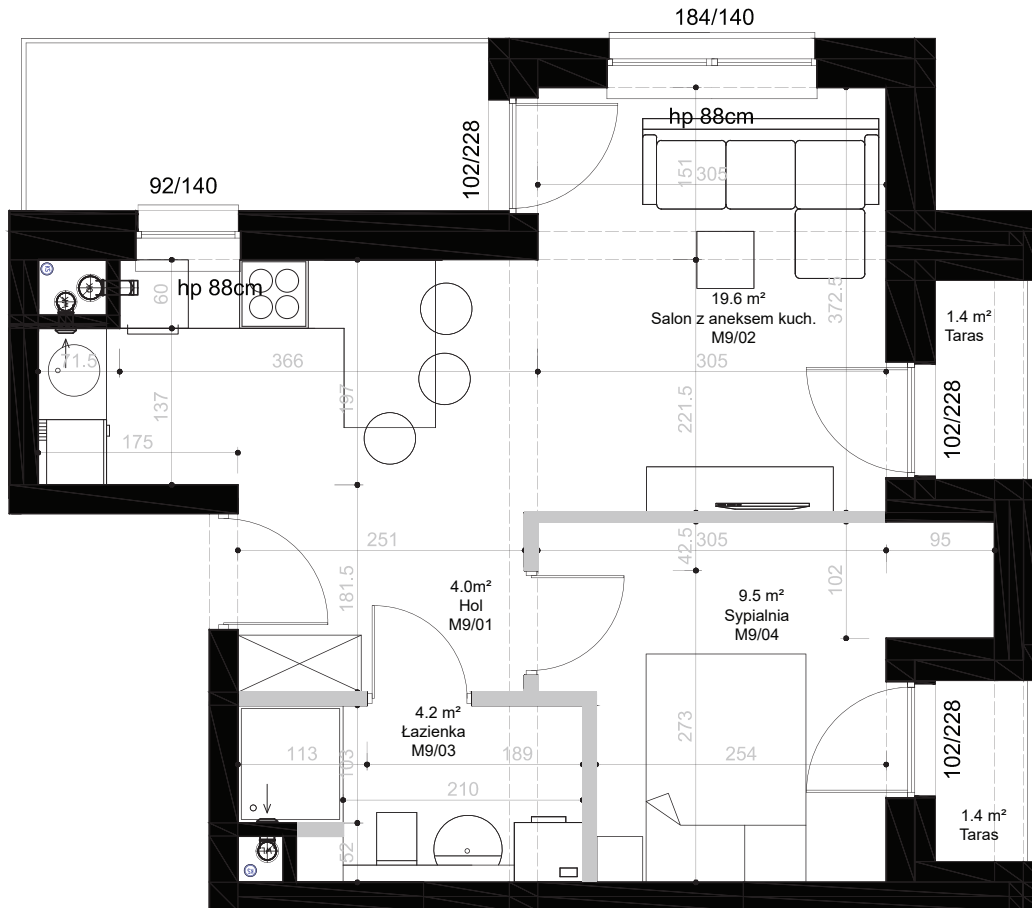 184/140
hp 88cm
102/228
92/140
151
305
hp 88cm
60
19.6 m²
Salon z aneksem kuch.
M9/02
372.5
1.4 m²
Taras
71.5
366
197
305
137
221.5
102/228
175
251
42.5
305
95
181.5
102
4.0m²
Hol
M9/01
9.5 m²
Sypialnia
M9/04
4.2 m²
Łazienka
M9/03
273
102/228
113
103
189
254
210
1.4 m²
Taras
52